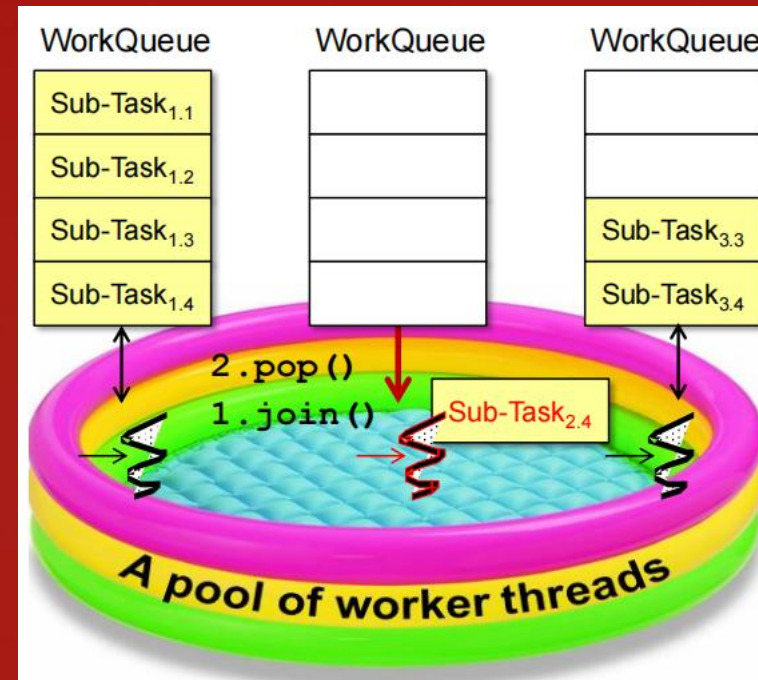 WorkQueue
WorkQueue
WorkQueue
Sub-Task1.1
Sub-Task1.2
Sub-Task1.3
Sub-Task1.4
Sub-Task3.3
Sub-Task3.4
2.pop()
1.join()
Sub-Task2.4
A pool of worker threads